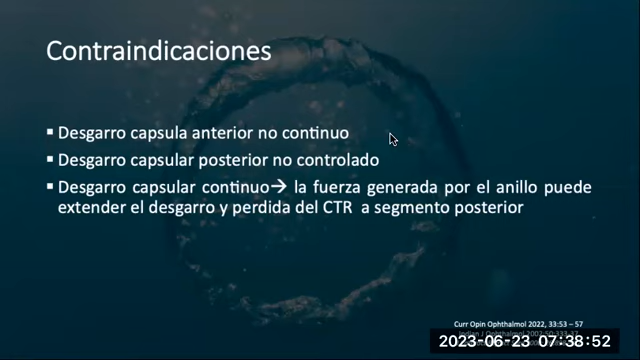 Contraindicaciones
▪ Desgarro capsula anterior no continuo
▪ Desgarro capsular posterior no controlado
▪ Desgarro capsular continuo→ la fuerza generada por el anillo puede
extender el desgarro y perdida del CTR a segmento posterior
Curr Opin Ophthalmol 2022, 33:53 – 57
2023-06-23 07:38:52